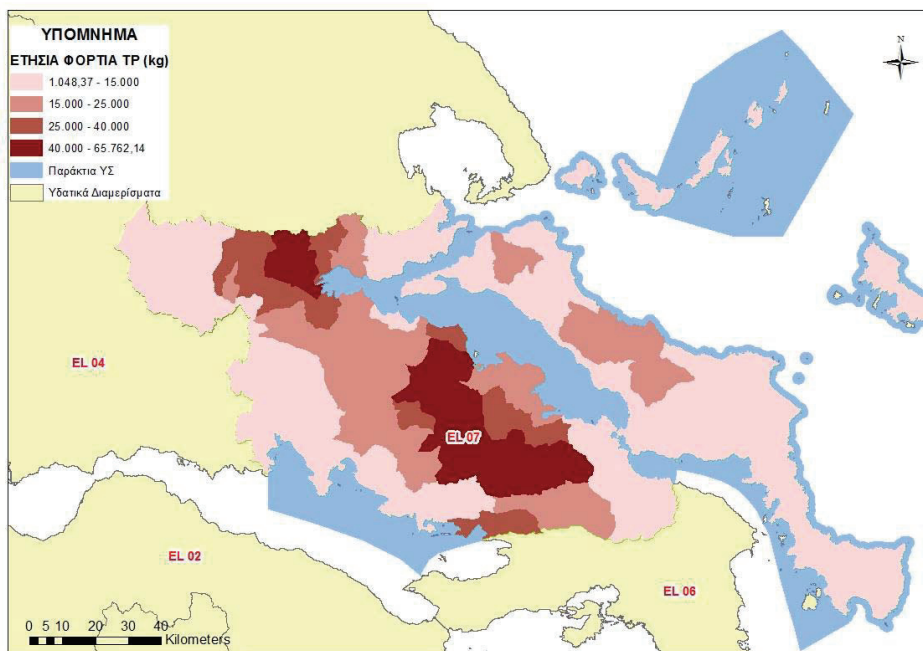 ΥΠΟΜΝΗΜΑ
ΕΤΗΣΙΑ ΦΟΡΤΙΑ TP (kg)
1.048,37 - 15.000
15.000 - 25.000
25.000 - 40.000
40.000 - 65.762,14
Παράκτια ΥΣ
Υδατικά Διαμερίσματα
N
EL 04
EL 07
EL 02
EL 06
0 5 10 20 30 40
Kilometers